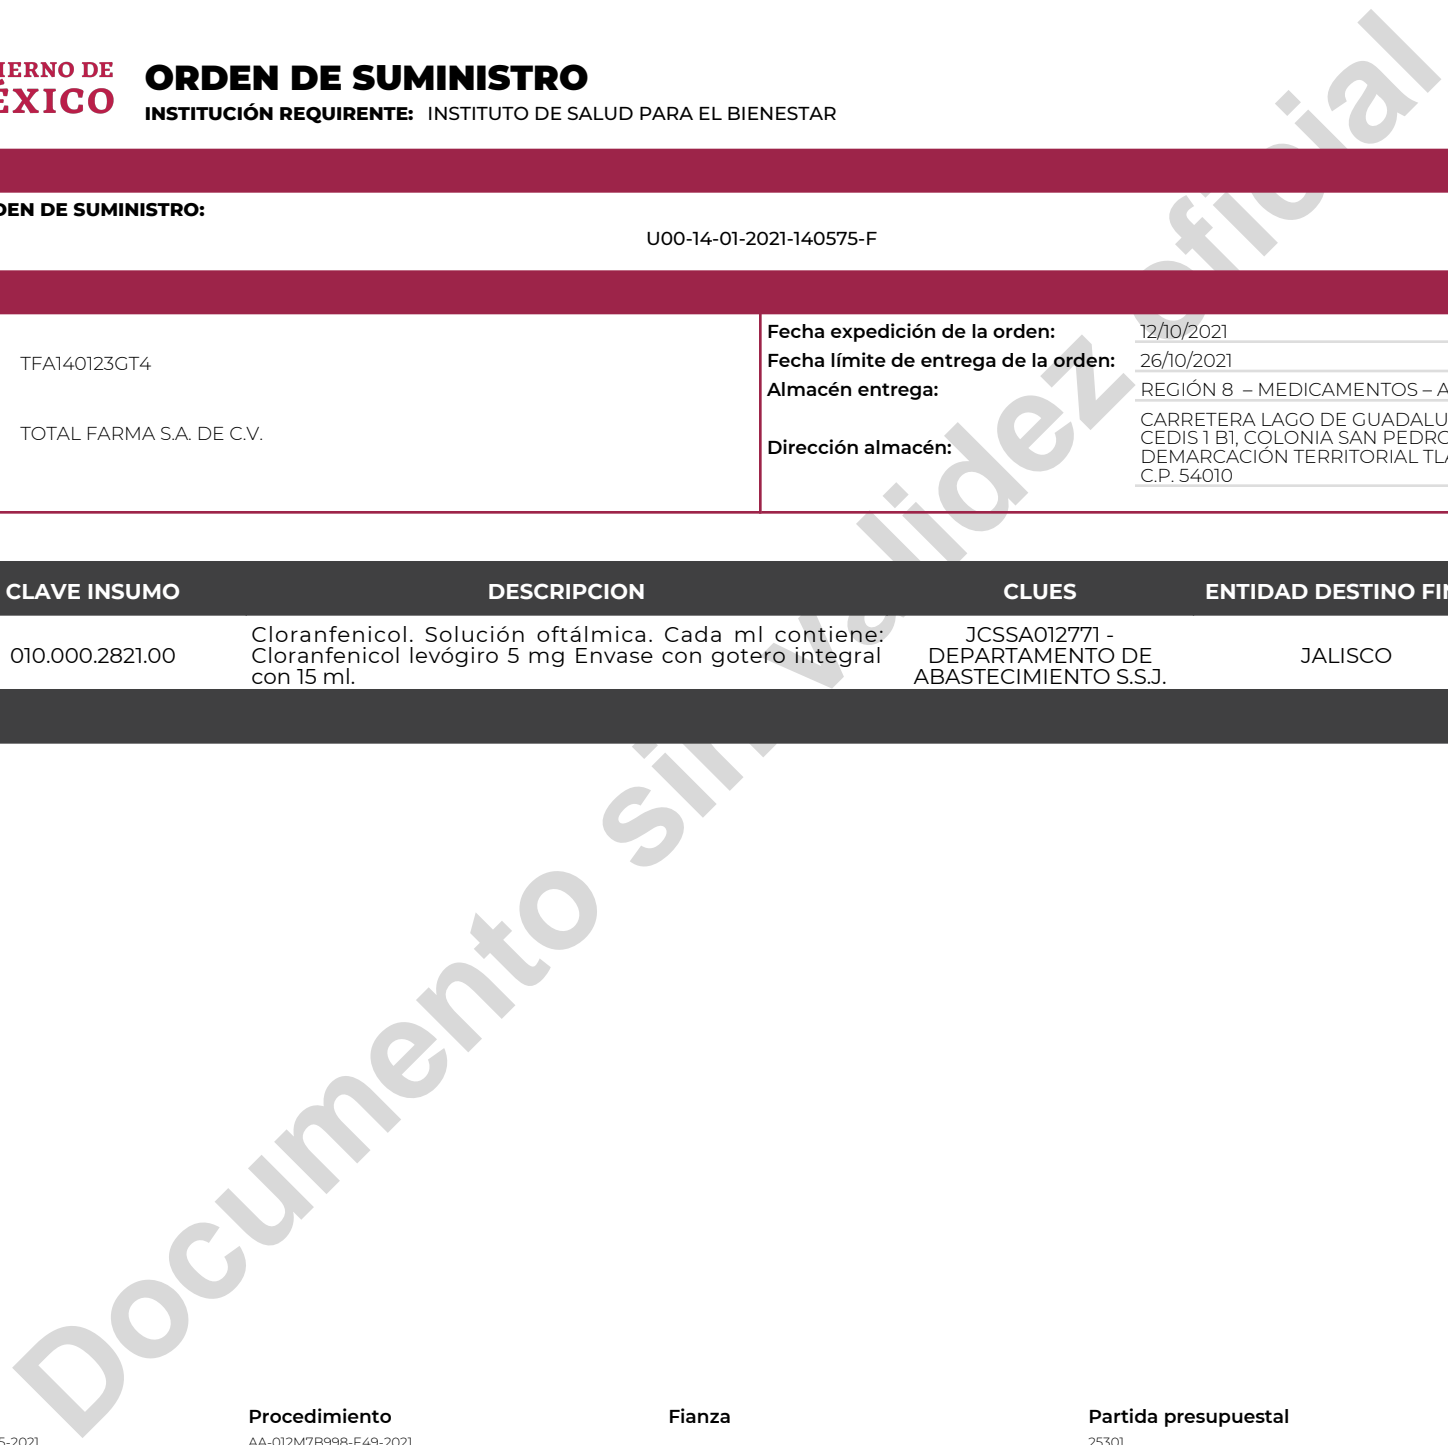 IERNO DE
ÉXICO
ORDEN DE SUMINISTRO
INSTITUCIÓN REQUIRENTE: INSTITUTO DE SALUD PARA EL BIENESTAR
DEN DE SUMINISTRO:
U00-14-01-2021-140575-F
TFA140123GT4
TOTAL FARMA S.A. DE C.V.
Fecha expedición de la orden: 12/10/2021
Fecha límite de entrega de la orden: 26/10/2021
Almacén entrega: REGIÓN 8 – MEDICAMENTOS – A
Dirección almacén:
CARRETERA LAGO DE GUADALU
CEDIS 1 B1, COLONIA SAN PEDRO
DEMARCACIÓN TERRITORIAL TLA
C.P. 54010
CLAVE INSUMO DESCRIPCION CLUES ENTIDAD DESTINO FIN
010.000.2821.00
Cloranfenicol. Solución oftálmica. Cada ml contiene:
Cloranfenicol levógiro 5 mg Envase con gotero integral
con 15 ml.
JCSSA012771 -
DEPARTAMENTO DE
ABASTECIMIENTO S.S.J.
JALISCO
Documento sin validez oficial
Procedimiento Fianza Partida presupuestal
5-2021 AA-012M7B998-E49-2021 25301